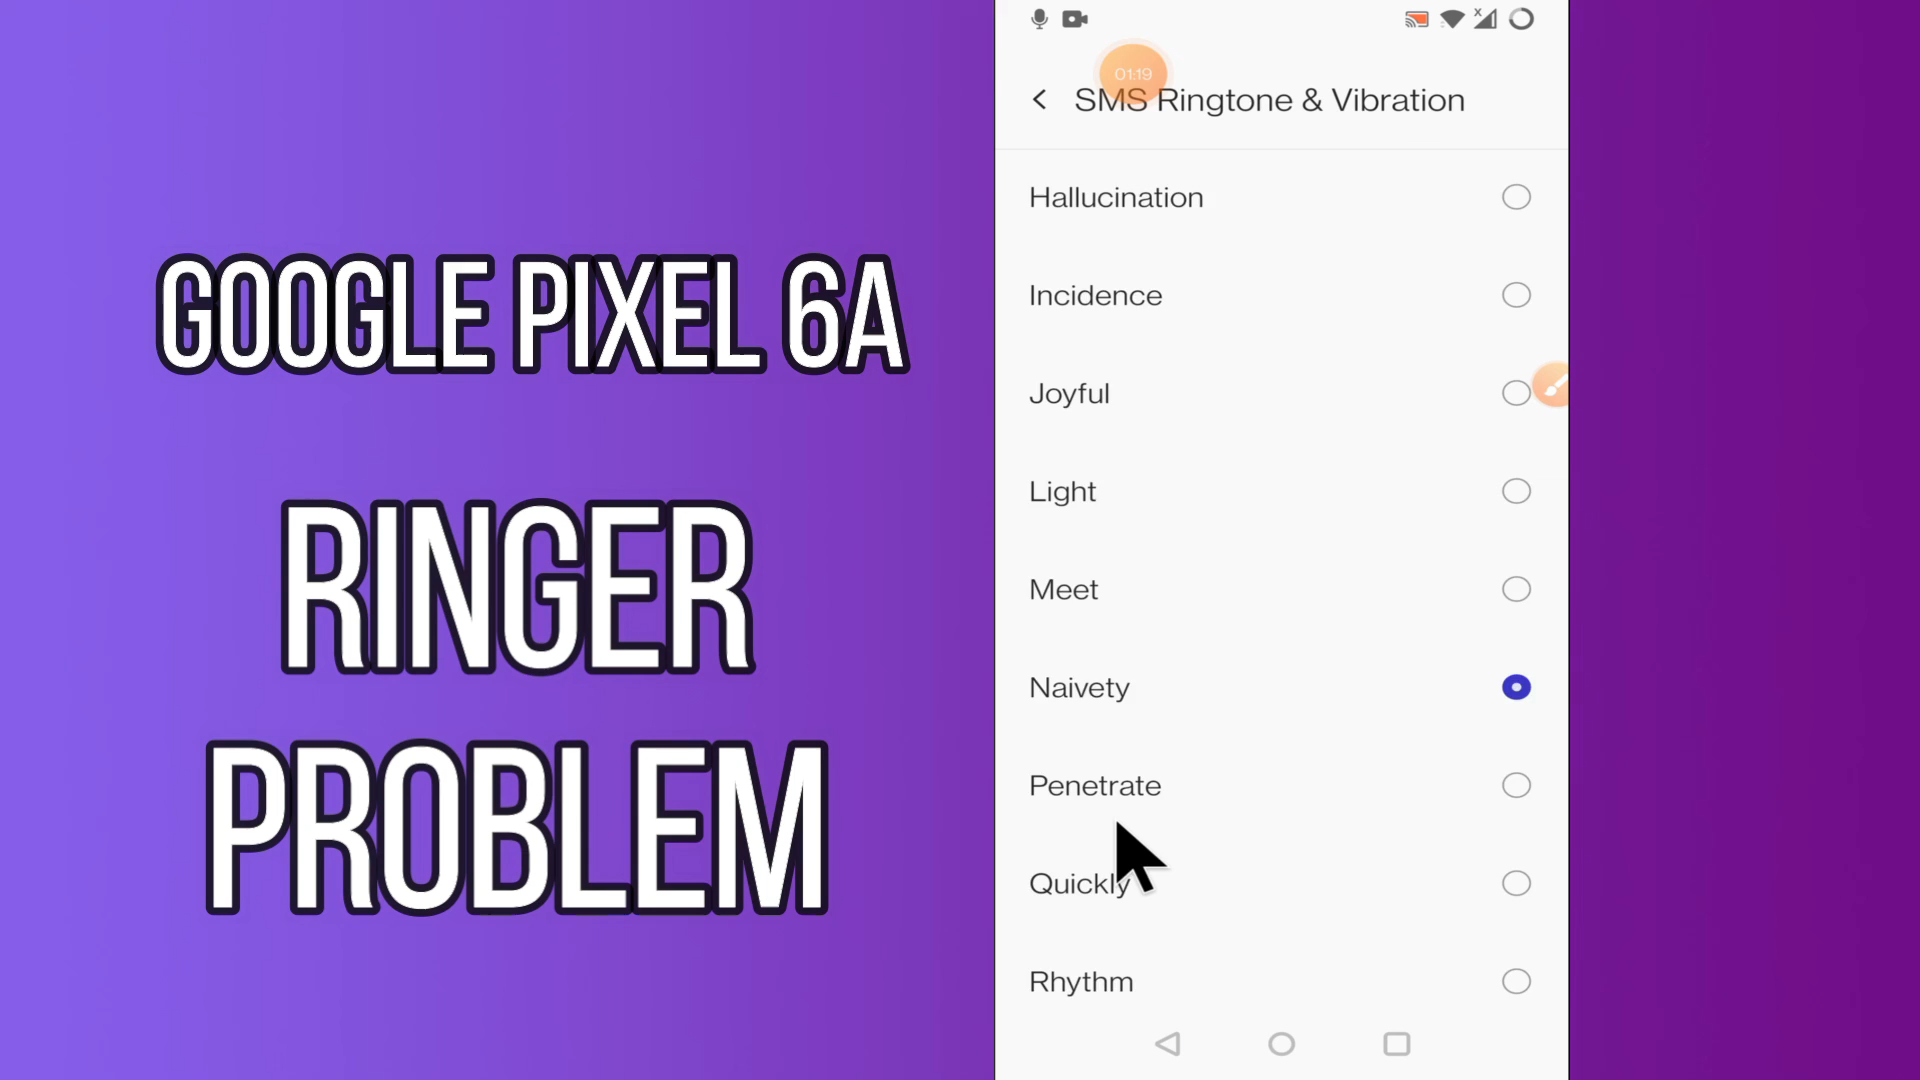 GOOGLE PIXEL 6A
RINGER
PROBLEM
01:19
SMS Ringtone & Vibration
Hallucination
Incidence
Joyful
Light
Meet
Naivety
Penetrate
Quickly
Rhythm